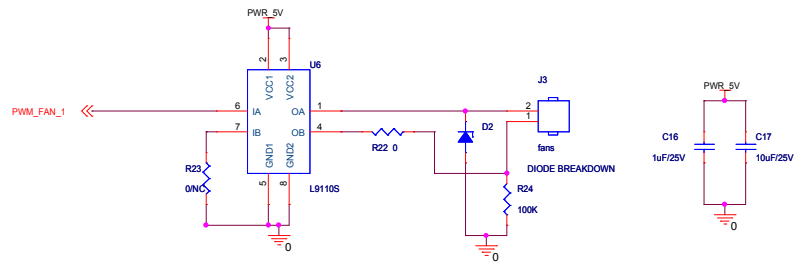 PWR_5V
U6
2
3
VCC1
VCC2
PWM_FAN_1
6
IA
OA
1
7
IB
OB
4
GND1
GND2
5
8
L9110S
R23
0/NC
0
R22 0
D2
J3
2
1
fans
DIODE BREAKDOWN
R24
100K
0
PWR_5V
C16
1uF/25V
C17
10uF/25V
0